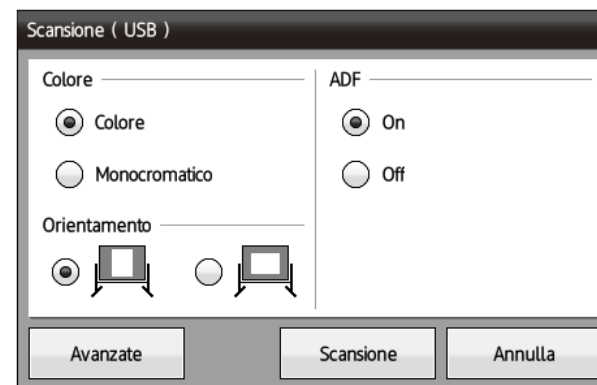 Scansione ( USB )
Colore
Colore
Monocromatico
Orientamento
ADF
On
Off
Avanzate
Scansione
Annulla